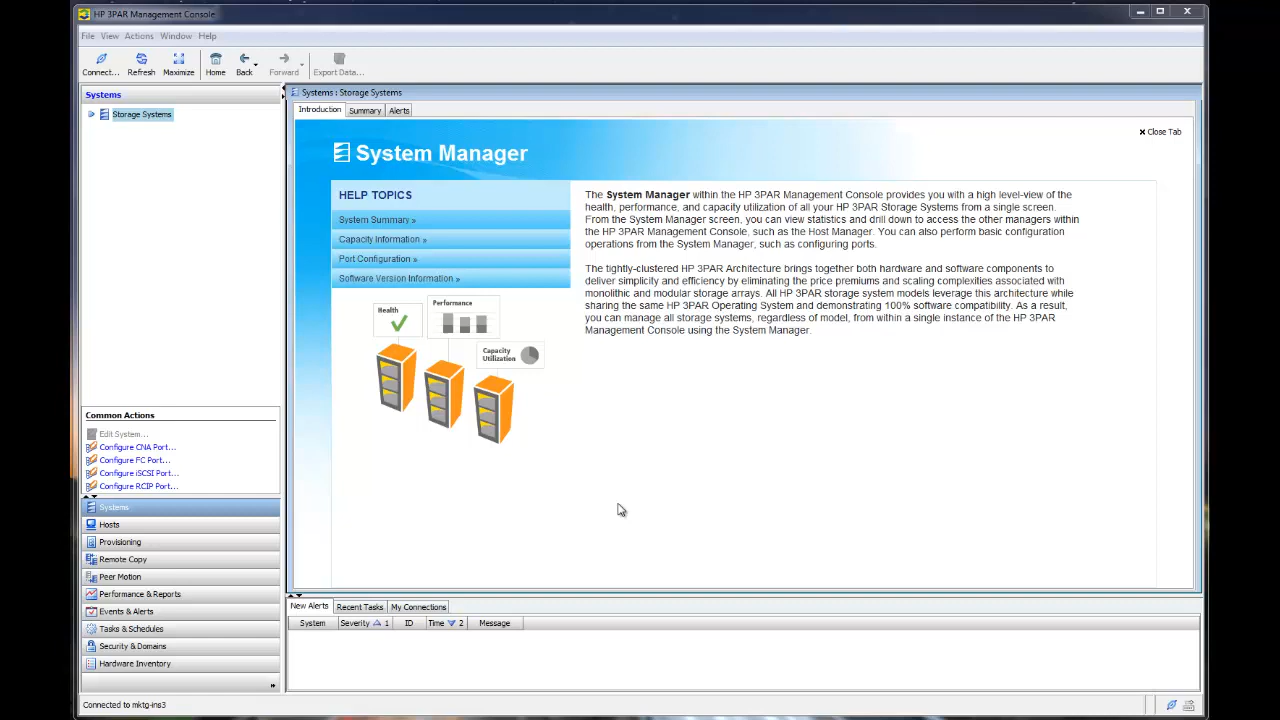 HP 3PAR Management Console
File View Actions Window Help
Connect... Refresh Maximize Home Back Forward Export Data...
Systems
Storage Systems
Systems : Storage Systems
Introduction Summary Alerts
Close Tab
System Manager
HELP TOPICS
System Summary »
Capacity Information »
Port Configuration »
Software Version Information »
Health
Performance
Capacity
Utilization
The System Manager within the HP 3PAR Management Console provides you with a high level-view of the
health, performance, and capacity utilization of all your HP 3PAR Storage Systems from a single screen.
From the System Manager screen, you can view statistics and drill down to access the other managers within
the HP 3PAR Management Console, such as the Host Manager. You can also perform basic configuration
operations from the System Manager, such as configuring ports.
The tightly-clustered HP 3PAR Architecture brings together both hardware and software components to
deliver simplicity and efficiency by eliminating the price premiums and scaling complexities associated with
monolithic and modular storage arrays. All HP 3PAR storage system models leverage this architecture while
sharing the same HP 3PAR Operating System and demonstrating 100% software compatibility. As a result,
you can manage all storage systems, regardless of model, from within a single instance of the HP 3PAR
Management Console using the System Manager.
Common Actions
Edit System...
Configure CNA Port...
Configure FC Port...
Configure iSCSI Port...
Configure RCIP Port...
Systems
Hosts
Provisioning
Remote Copy
Peer Motion
Performance & Reports
Events & Alerts
Tasks & Schedules
Security & Domains
Hardware Inventory
»
New Alerts Recent Tasks My Connections
System Severity 1 ID Time 2 Message
Connected to mktg-ins3